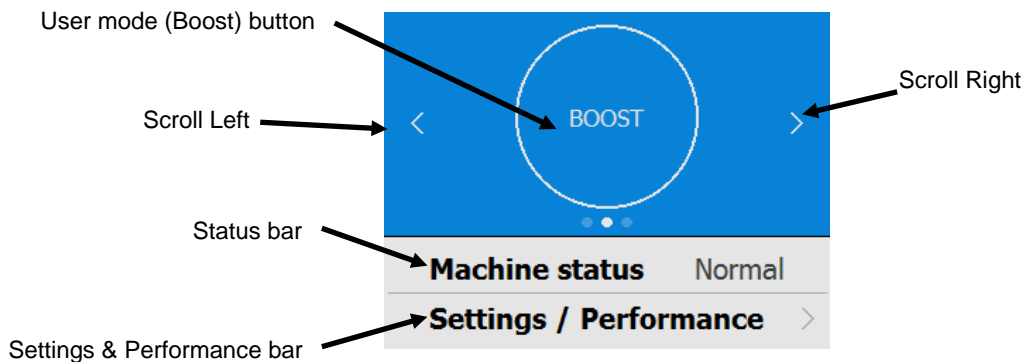 User mode (Boost) button
Scroll Right
Scroll Left
BOOST
Status bar
Machine status Normal
Settings / Performance
Settings & Performance bar